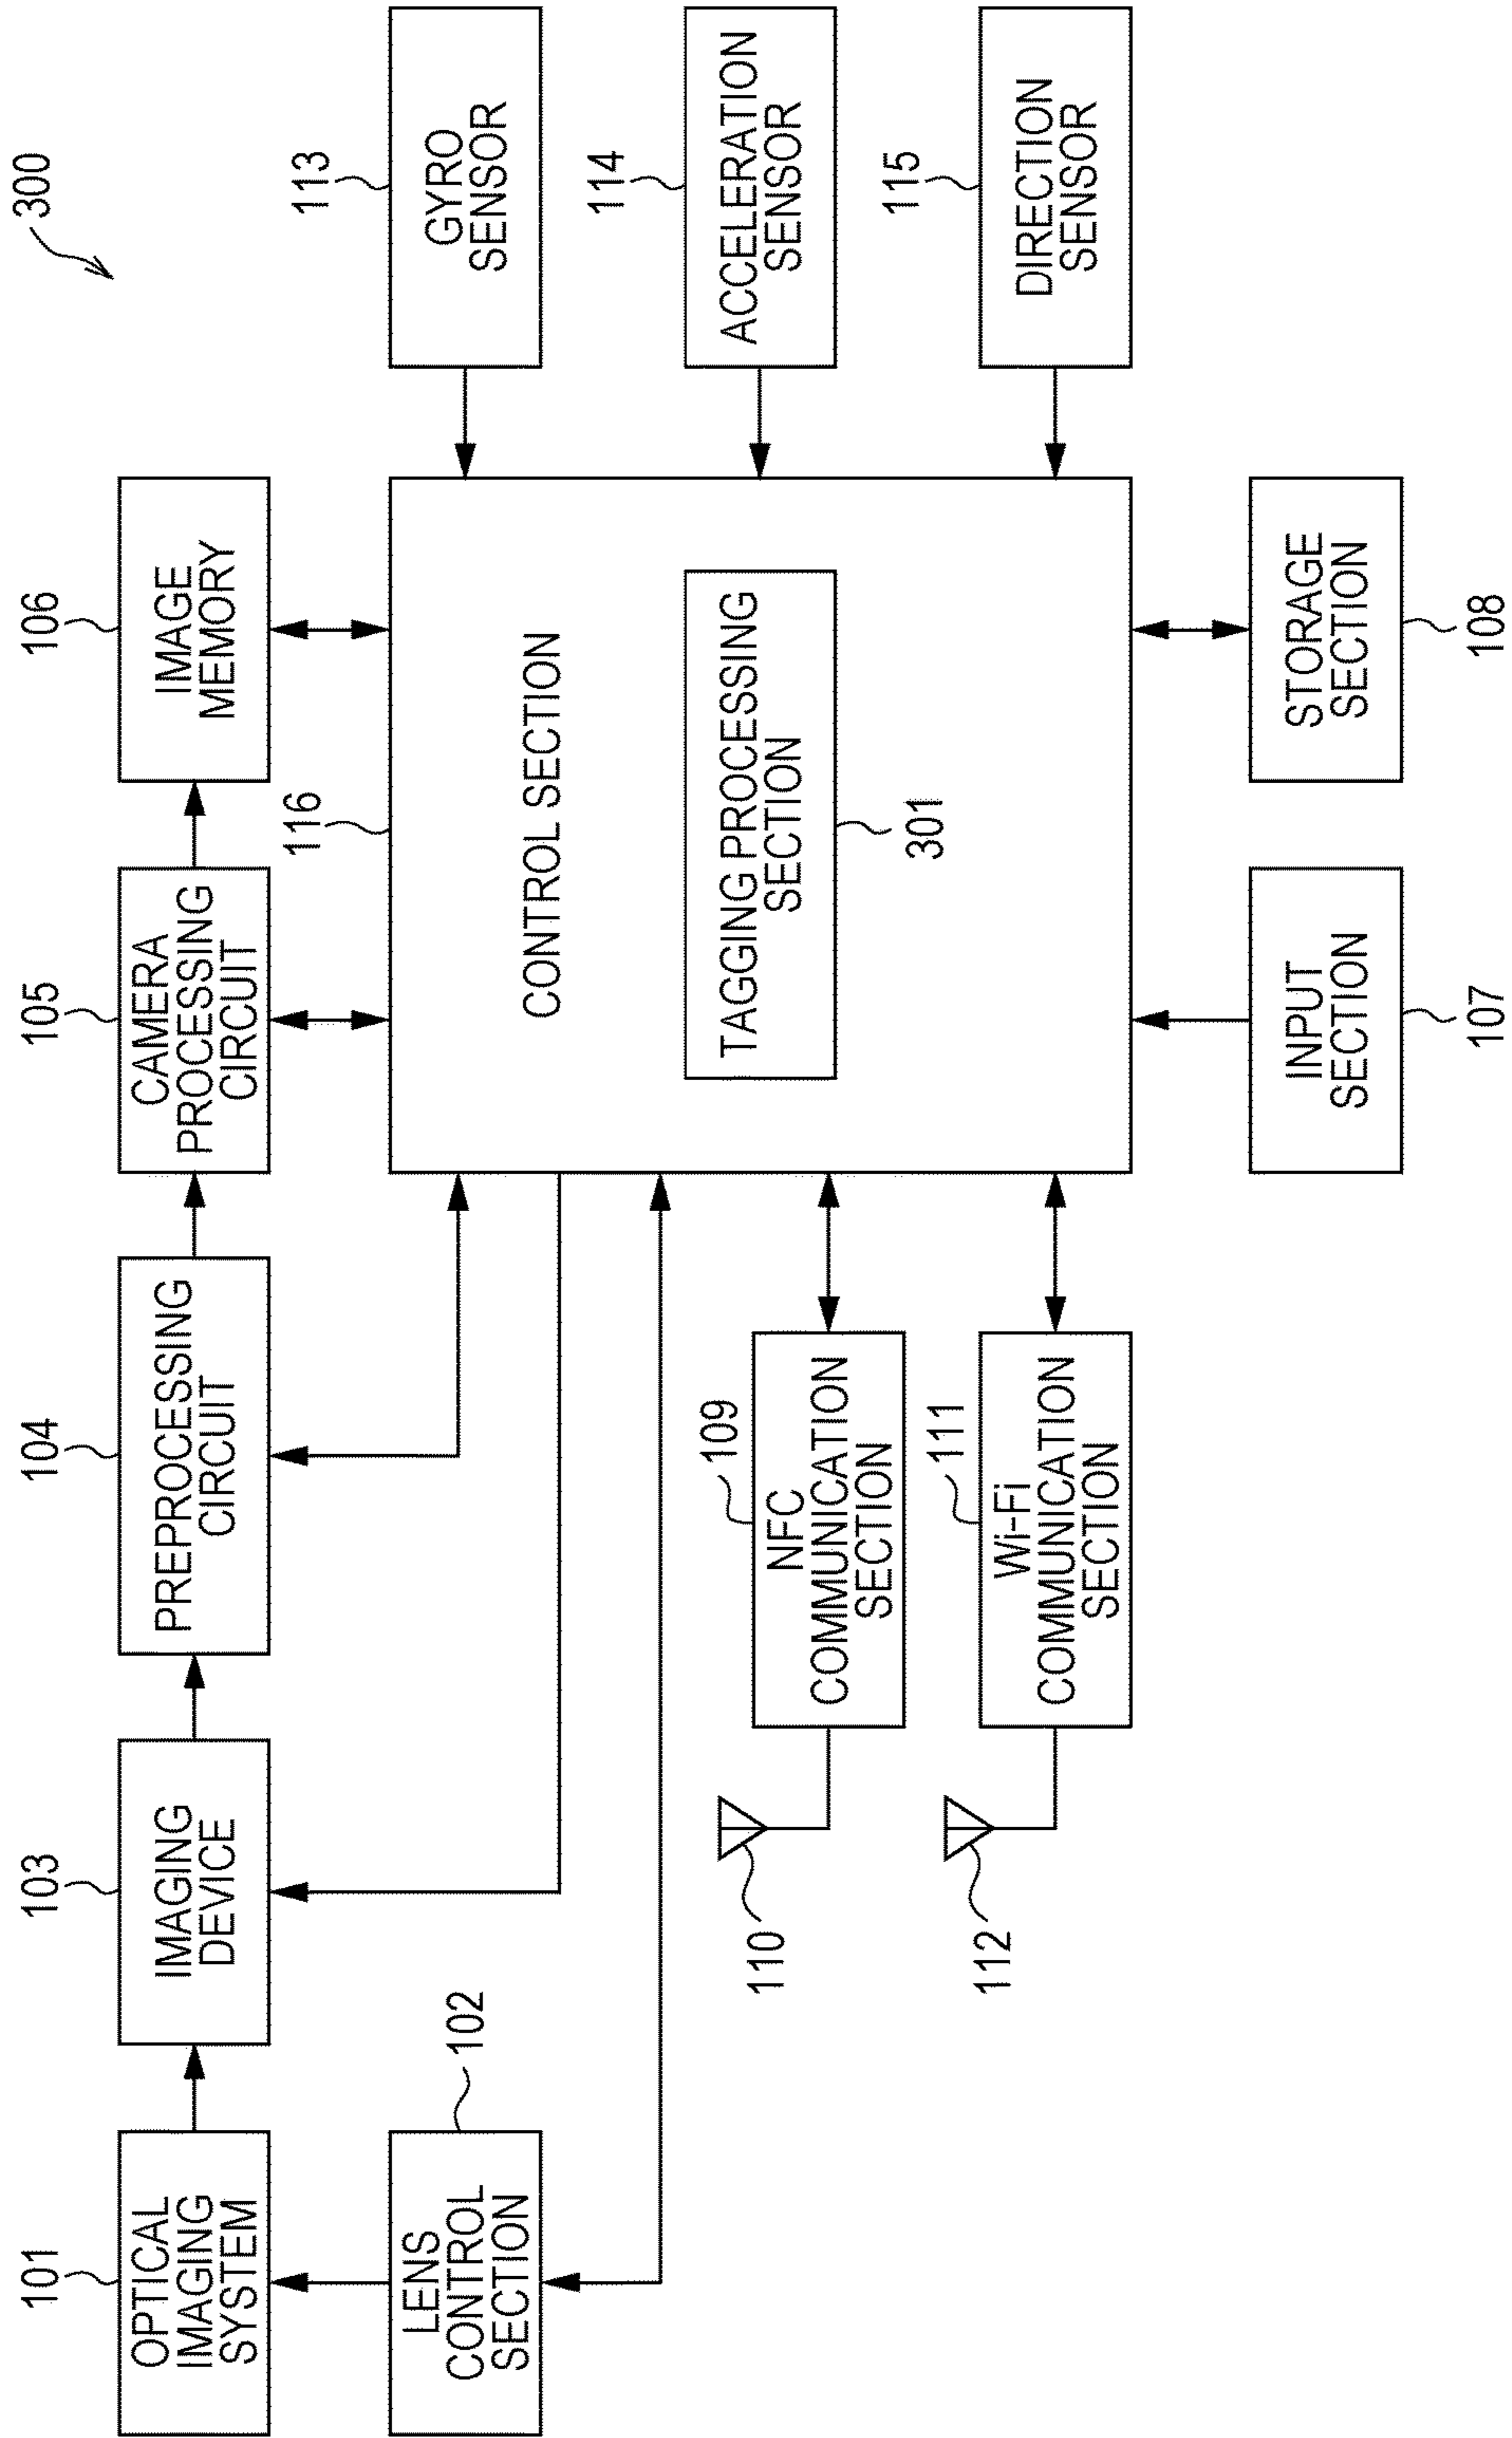 300
101
OPTICAL
IMAGING
SYSTEM
103
IMAGING
DEVICE
104
PREPROCESSING
CIRCUIT
105
CAMERA
PROCESSING
CIRCUIT
106
IMAGE
MEMORY
102
LENS
CONTROL
SECTION
116
CONTROL SECTION
TAGGING PROCESSING
SECTION
301
113
GYRO
SENSOR
114
ACCELERATION
SENSOR
115
DIRECTION
SENSOR
109
NFC
COMMUNICATION
SECTION
110
111
Wi-Fi
COMMUNICATION
SECTION
112
INPUT
SECTION
107
STORAGE
SECTION
108